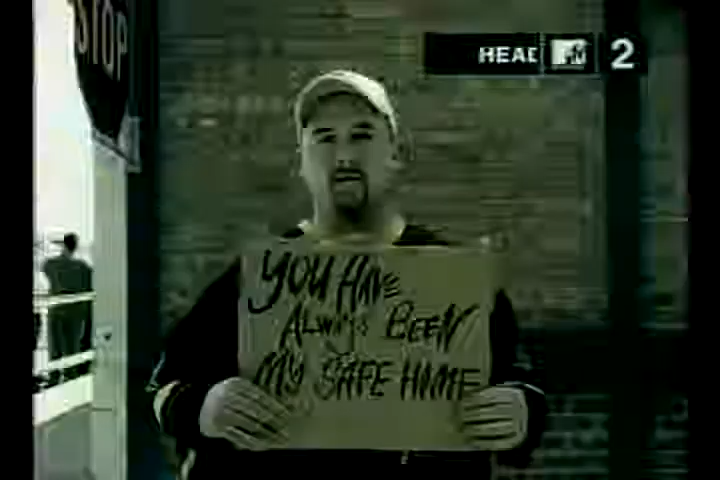 STOP
HEAD
MTV 2
YOU HAVE
ALWAYS BEEN
MY SAFE HOME